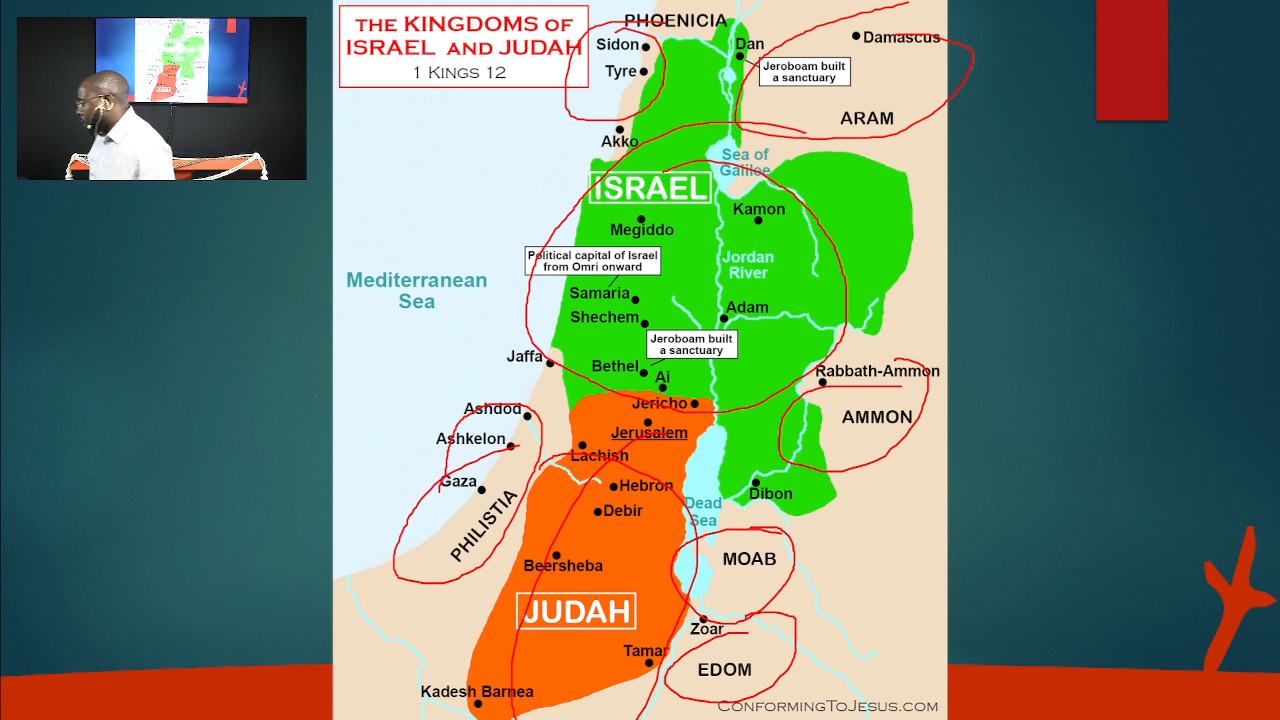 THE KINGDOMS OF
ISRAEL AND JUDAH
1 KINGS 12
PHOENICIA
Sidon
Tyre
Dan
Jeroboam built
a sanctuary
Damascus
ARAM
Akko
Sea of
Galilee
ISRAEL
Kamon
Megiddo
Political capital of Israel
from Omri onward
Jordan
River
Mediterranean
Sea
Samaria
Adam
Shechem
Jeroboam built
a sanctuary
Jaffa
Bethel
Ai
Rabbath-Ammon
Jericho
Ashdod
AMMON
Jerusalem
Ashkelon
Lachish
Gaza
Hebron
Dibon
Dead
Sea
Debir
PHILISTIA
MOAB
Beersheba
JUDAH
Zoar
Tamar
EDOM
Kadesh Barnea
CONFORMINGTOJESUS.COM